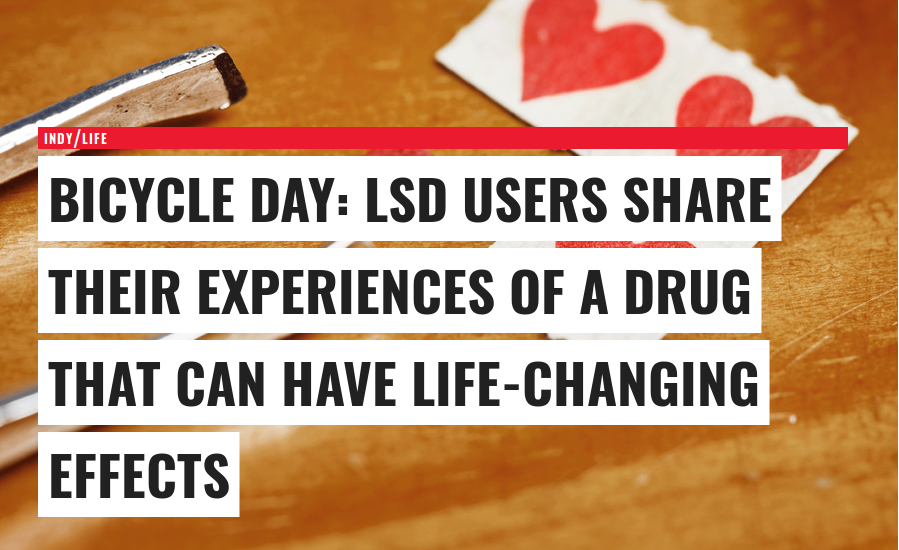 INDY/LIFE
BICYCLE DAY: LSD USERS SHARE
THEIR EXPERIENCES OF A DRUG
THAT CAN HAVE LIFE-CHANGING
EFFECTS